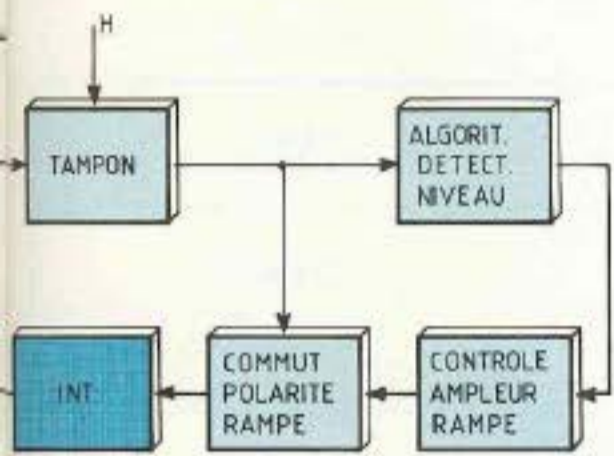 H
TAMPON
ALGORIT.
DETECT.
NIVEAU
INT
COMMUT
POLARITE
RAMPE
CONTROLE
AMPLEUR
RAMPE